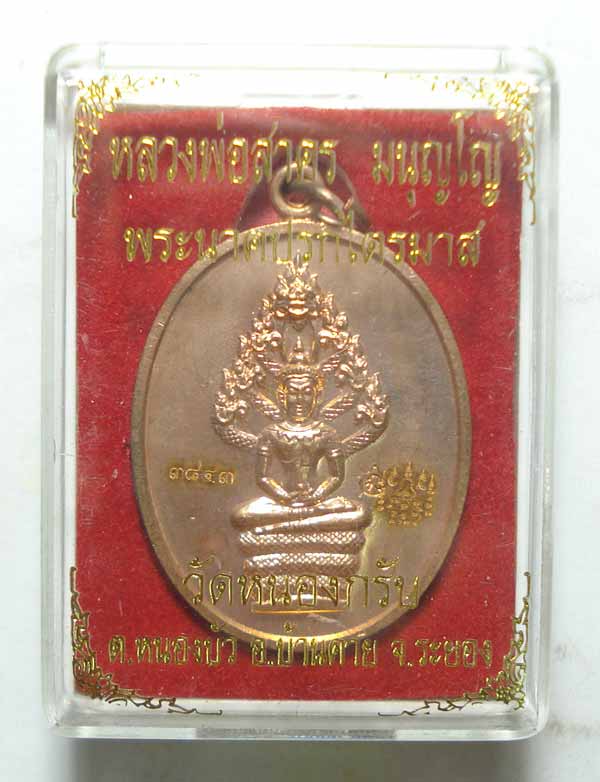 หลวงพ่อสาคร มนุญโญ
พระนาคปรกไตรมาส
๓๘๔๓
วัดหนองกรับ
ต.หนองบัว อ.บ้านค่าย จ.ระยอง